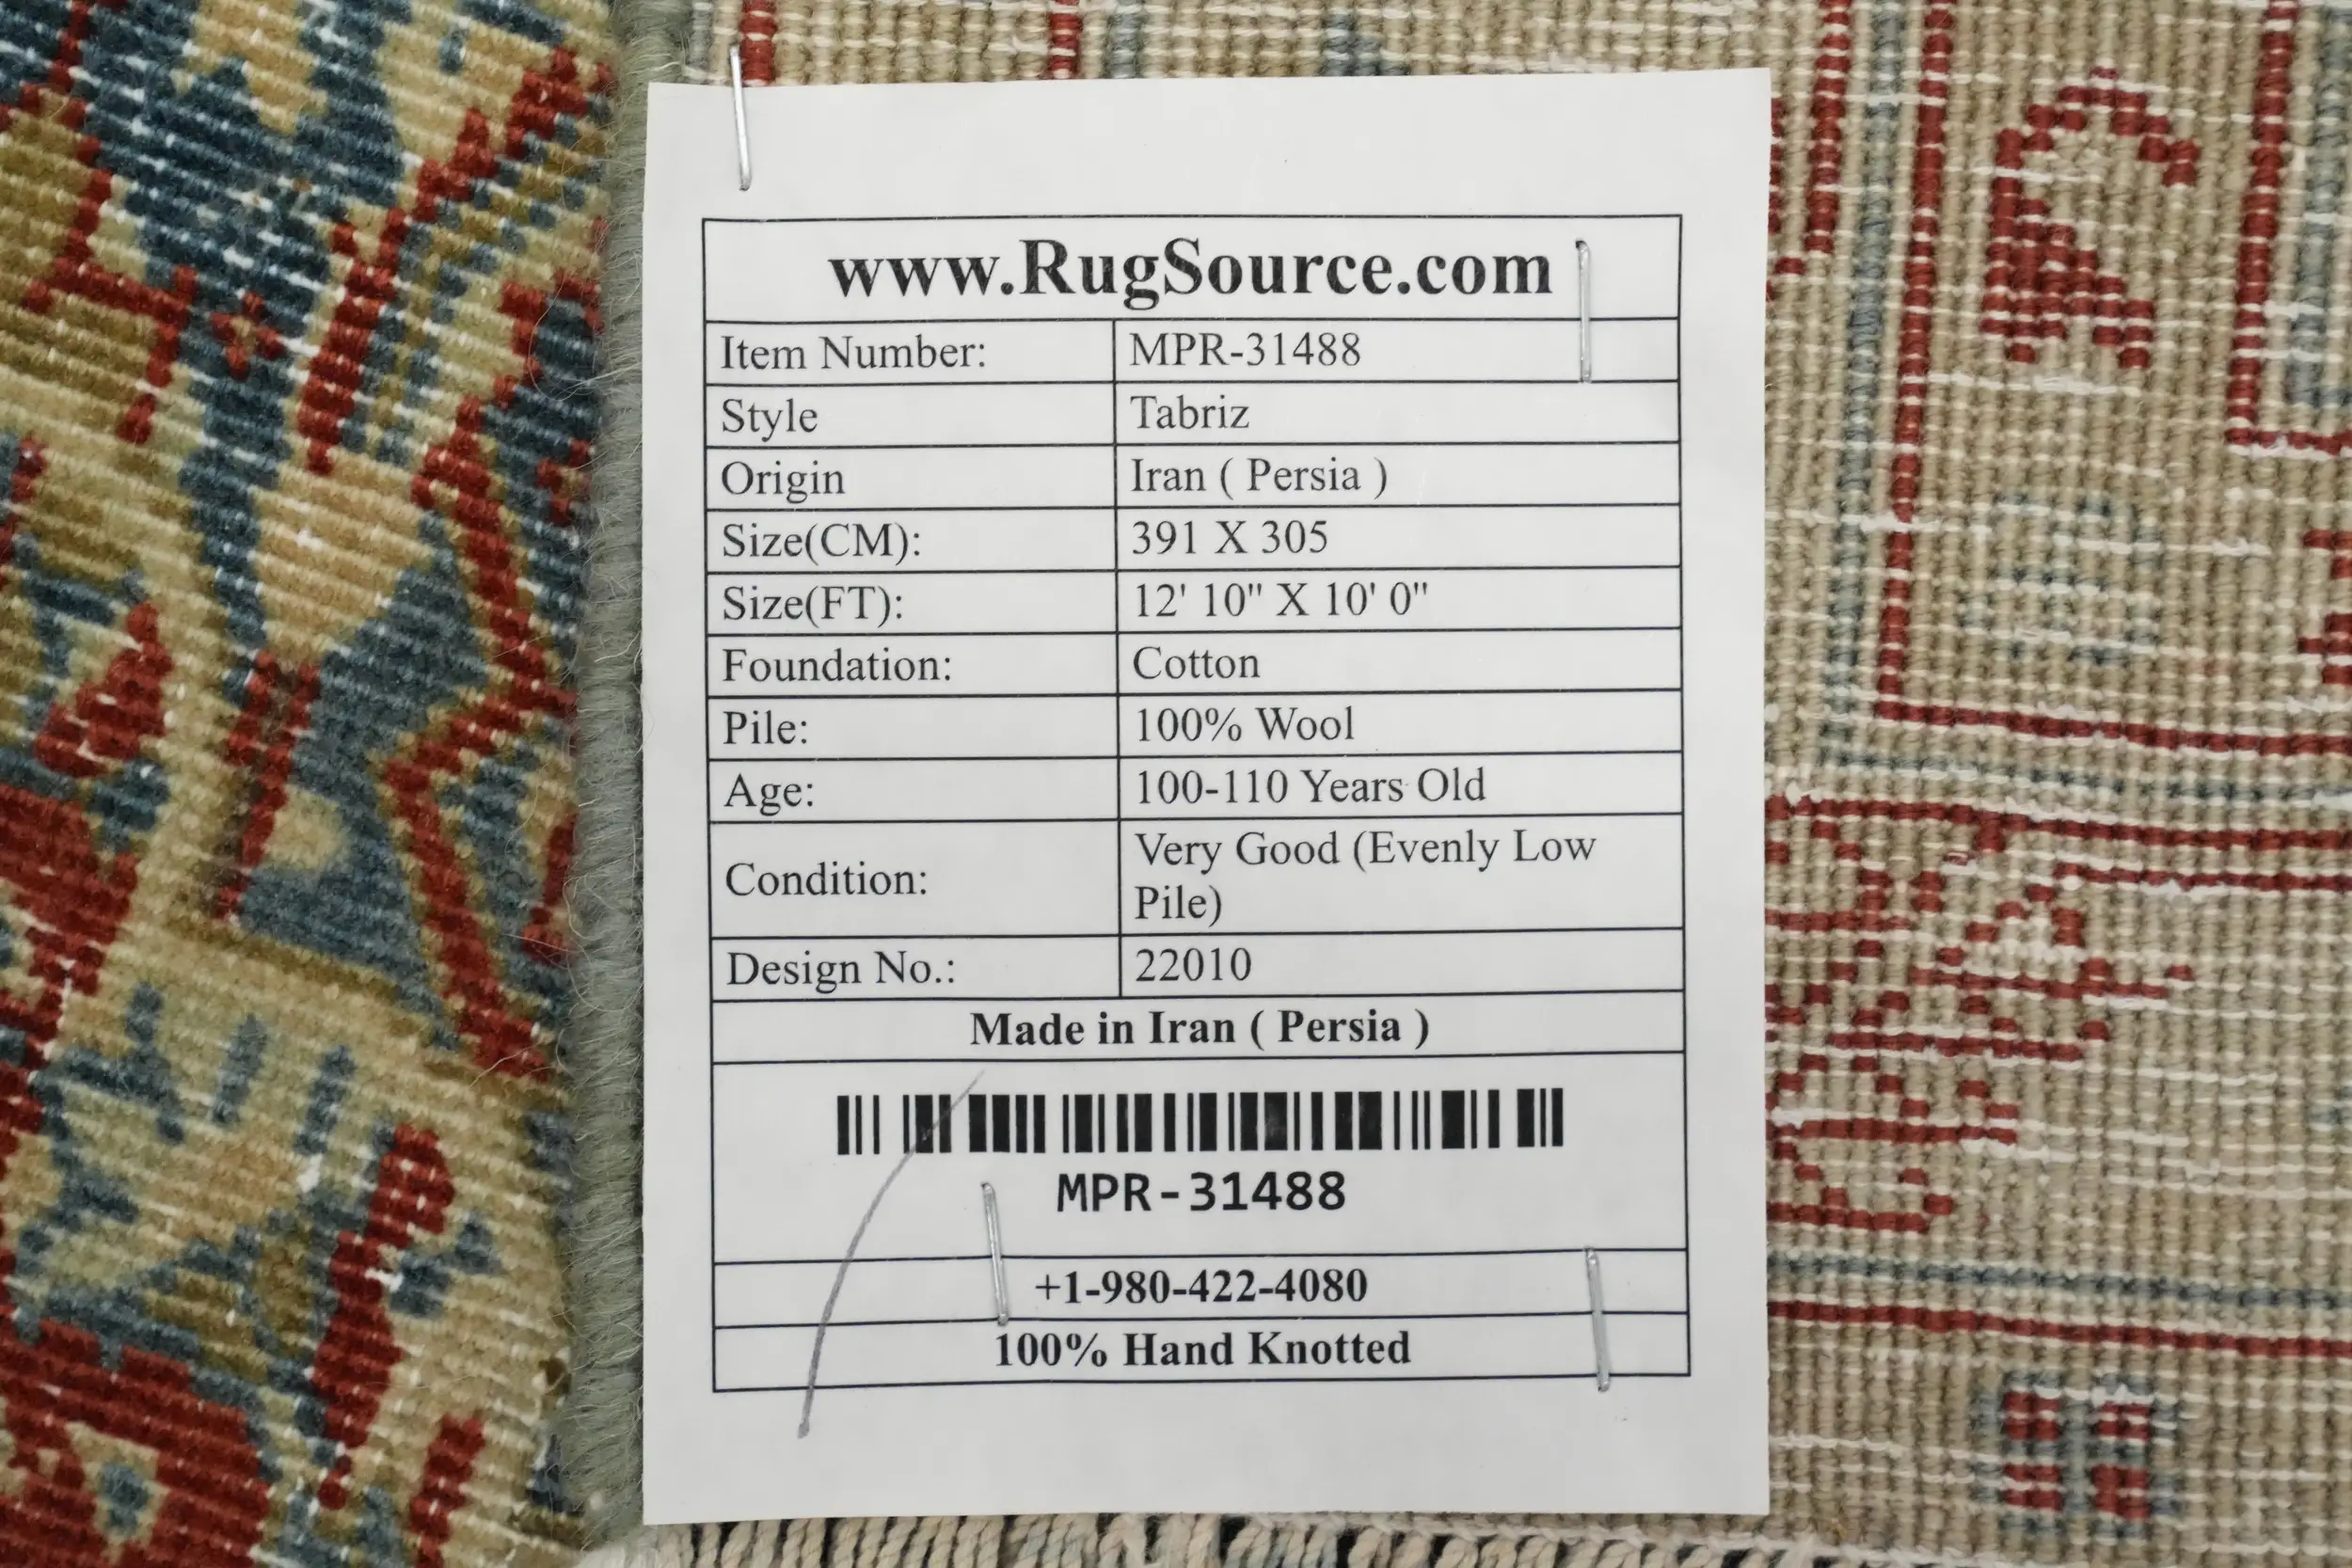 www.RugSource.com
Item Number: MPR-31488
Style Tabriz
Origin Iran ( Persia )
Size(CM): 391 X 305
Size(FT): 12' 10" X 10' 0"
Foundation: Cotton
Pile: 100% Wool
Age: 100-110 Years Old
Condition: Very Good (Evenly Low
Pile)
Design No.: 22010
Made in Iran ( Persia )
MPR-31488
+1-980-422-4080
100% Hand Knotted